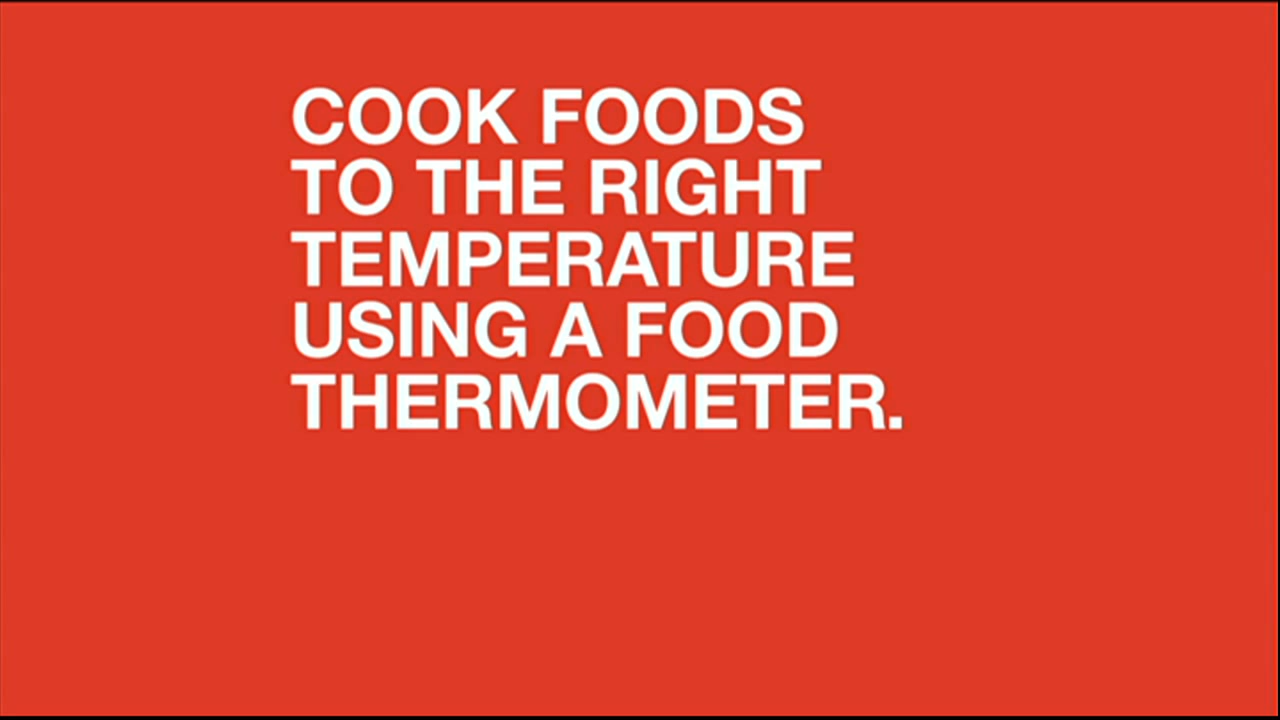 COOK FOODS
TO THE RIGHT
TEMPERATURE
USING A FOOD
THERMOMETER.